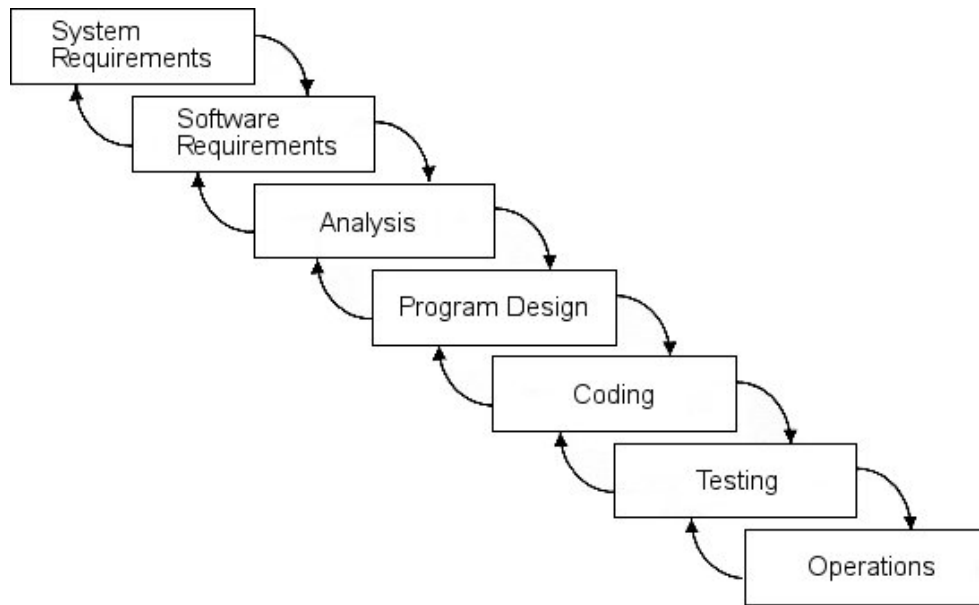 System
Requirements
Software
Requirements
Analysis
Program Design
Coding
Testing
Operations